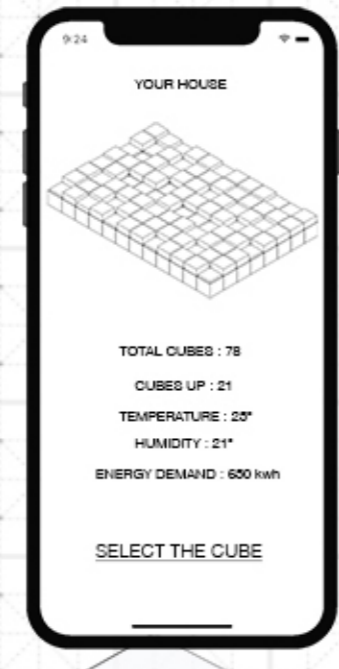 9:24
YOUR HOUSE
TOTAL CUBES : 78
CUBES UP : 21
TEMPERATURE : 25°
HUMIDITY : 21°
ENERGY DEMAND : 650 kwh
SELECT THE CUBE